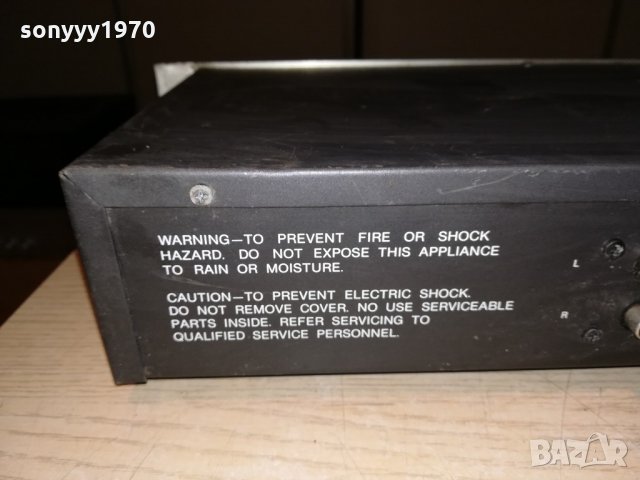 sonyyy1970
WARNING—TO PREVENT FIRE OR SHOCK
HAZARD. DO NOT EXPOSE THIS APPLIANCE
TO RAIN OR MOISTURE.
CAUTION—TO PREVENT ELECTRIC SHOCK.
DO NOT REMOVE COVER. NO USE SERVICEABLE
PARTS INSIDE. REFER SERVICING TO
QUALIFIED SERVICE PERSONNEL.
L
R
BAZAR